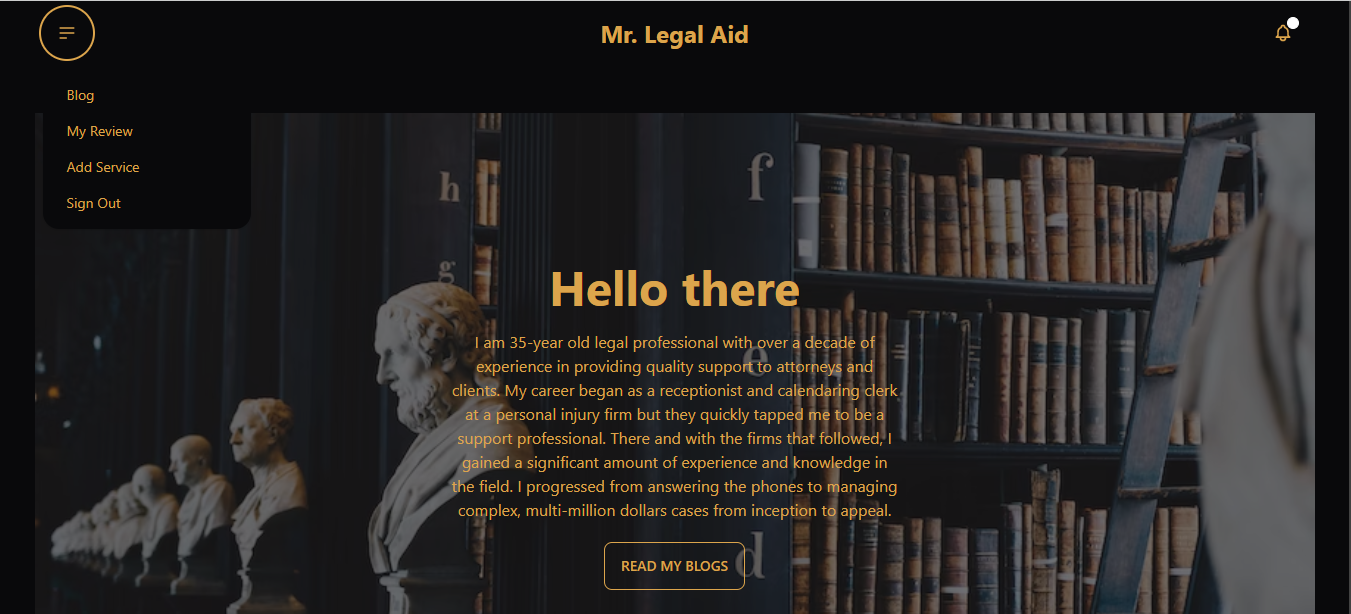 Mr. Legal Aid
Blog
My Review
Add Service
Sign Out
h
f
g
Hello there
I am 35-year old legal professional with over a decade of
e
experience in providing quality support to attorneys and
clients. My career began as a receptionist and calendaring clerk
at a personal injury firm but they quickly tapped me to be a
support professional. There and with the firms that followed, I
gained a significant amount of experience and knowledge in
the field. I progressed from answering the phones to managing
complex, multi-million dollars cases from inception to appeal.
READ MY BLOGS
d